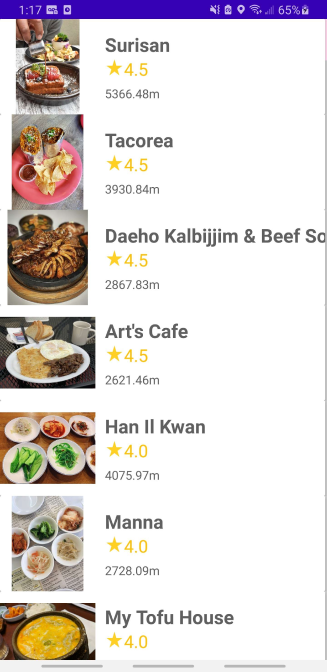 1:17 65%
Surisan
★4.5
5366.48m
Tacorea
★4.5
3930.84m
Daeho Kalbijjim & Beef So
★4.5
2867.83m
Art's Cafe
★4.5
2621.46m
Han Il Kwan
★4.0
4075.97m
Manna
★4.0
2728.09m
My Tofu House
★4.0